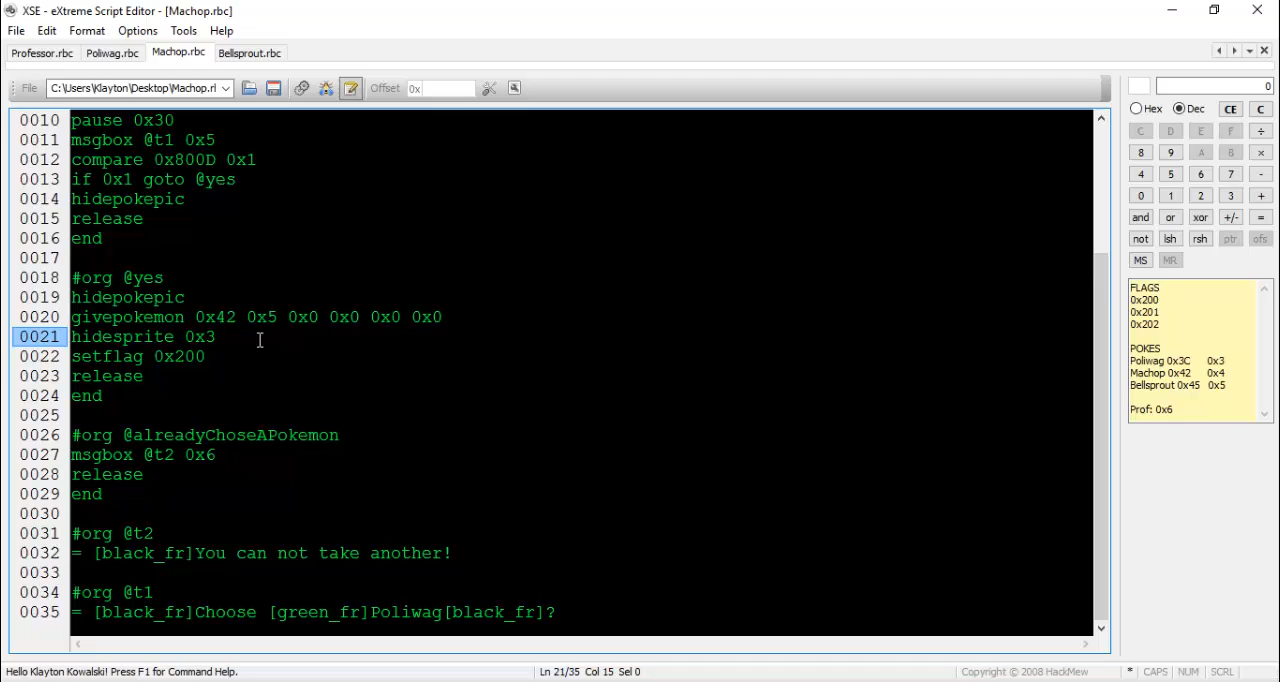 XSE - eXtreme Script Editor - [Machop.rbc]
File Edit Format Options Tools Help
Professor.rbc Poliwag.rbc Machop.rbc Bellsprout.rbc
File C:\Users\Klayton\Desktop\Machop.rl Offset 0x
0
Hex Dec CE C
C D E F ÷
8 9 A B ×
4 5 6 7 -
0 1 2 3 +
and or xor +/- =
not lsh rsh ptr ofs
MS MR
FLAGS
0x200
0x201
0x202
POKES
Poliwag 0x3C 0x3
Machop 0x42 0x4
Bellsprout 0x45 0x5
Prof: 0x6
0010 pause 0x30
0011 msgbox @t1 0x5
0012 compare 0x800D 0x1
0013 if 0x1 goto @yes
0014 hidepokepic
0015 release
0016 end
0017
0018 #org @yes
0019 hidepokepic
0020 givepokemon 0x42 0x5 0x0 0x0 0x0 0x0
0021 hidesprite 0x3
0022 setflag 0x200
0023 release
0024 end
0025
0026 #org @alreadyChoseAPokemon
0027 msgbox @t2 0x6
0028 release
0029 end
0030
0031 #org @t2
0032 = [black_fr]You can not take another!
0033
0034 #org @t1
0035 = [black_fr]Choose [green_fr]Poliwag[black_fr]?
Hello Klayton Kowalski! Press F1 for Command Help. Ln 21/35 Col 15 Sel 0 Copyright © 2008 HackMew * CAPS NUM SCRL